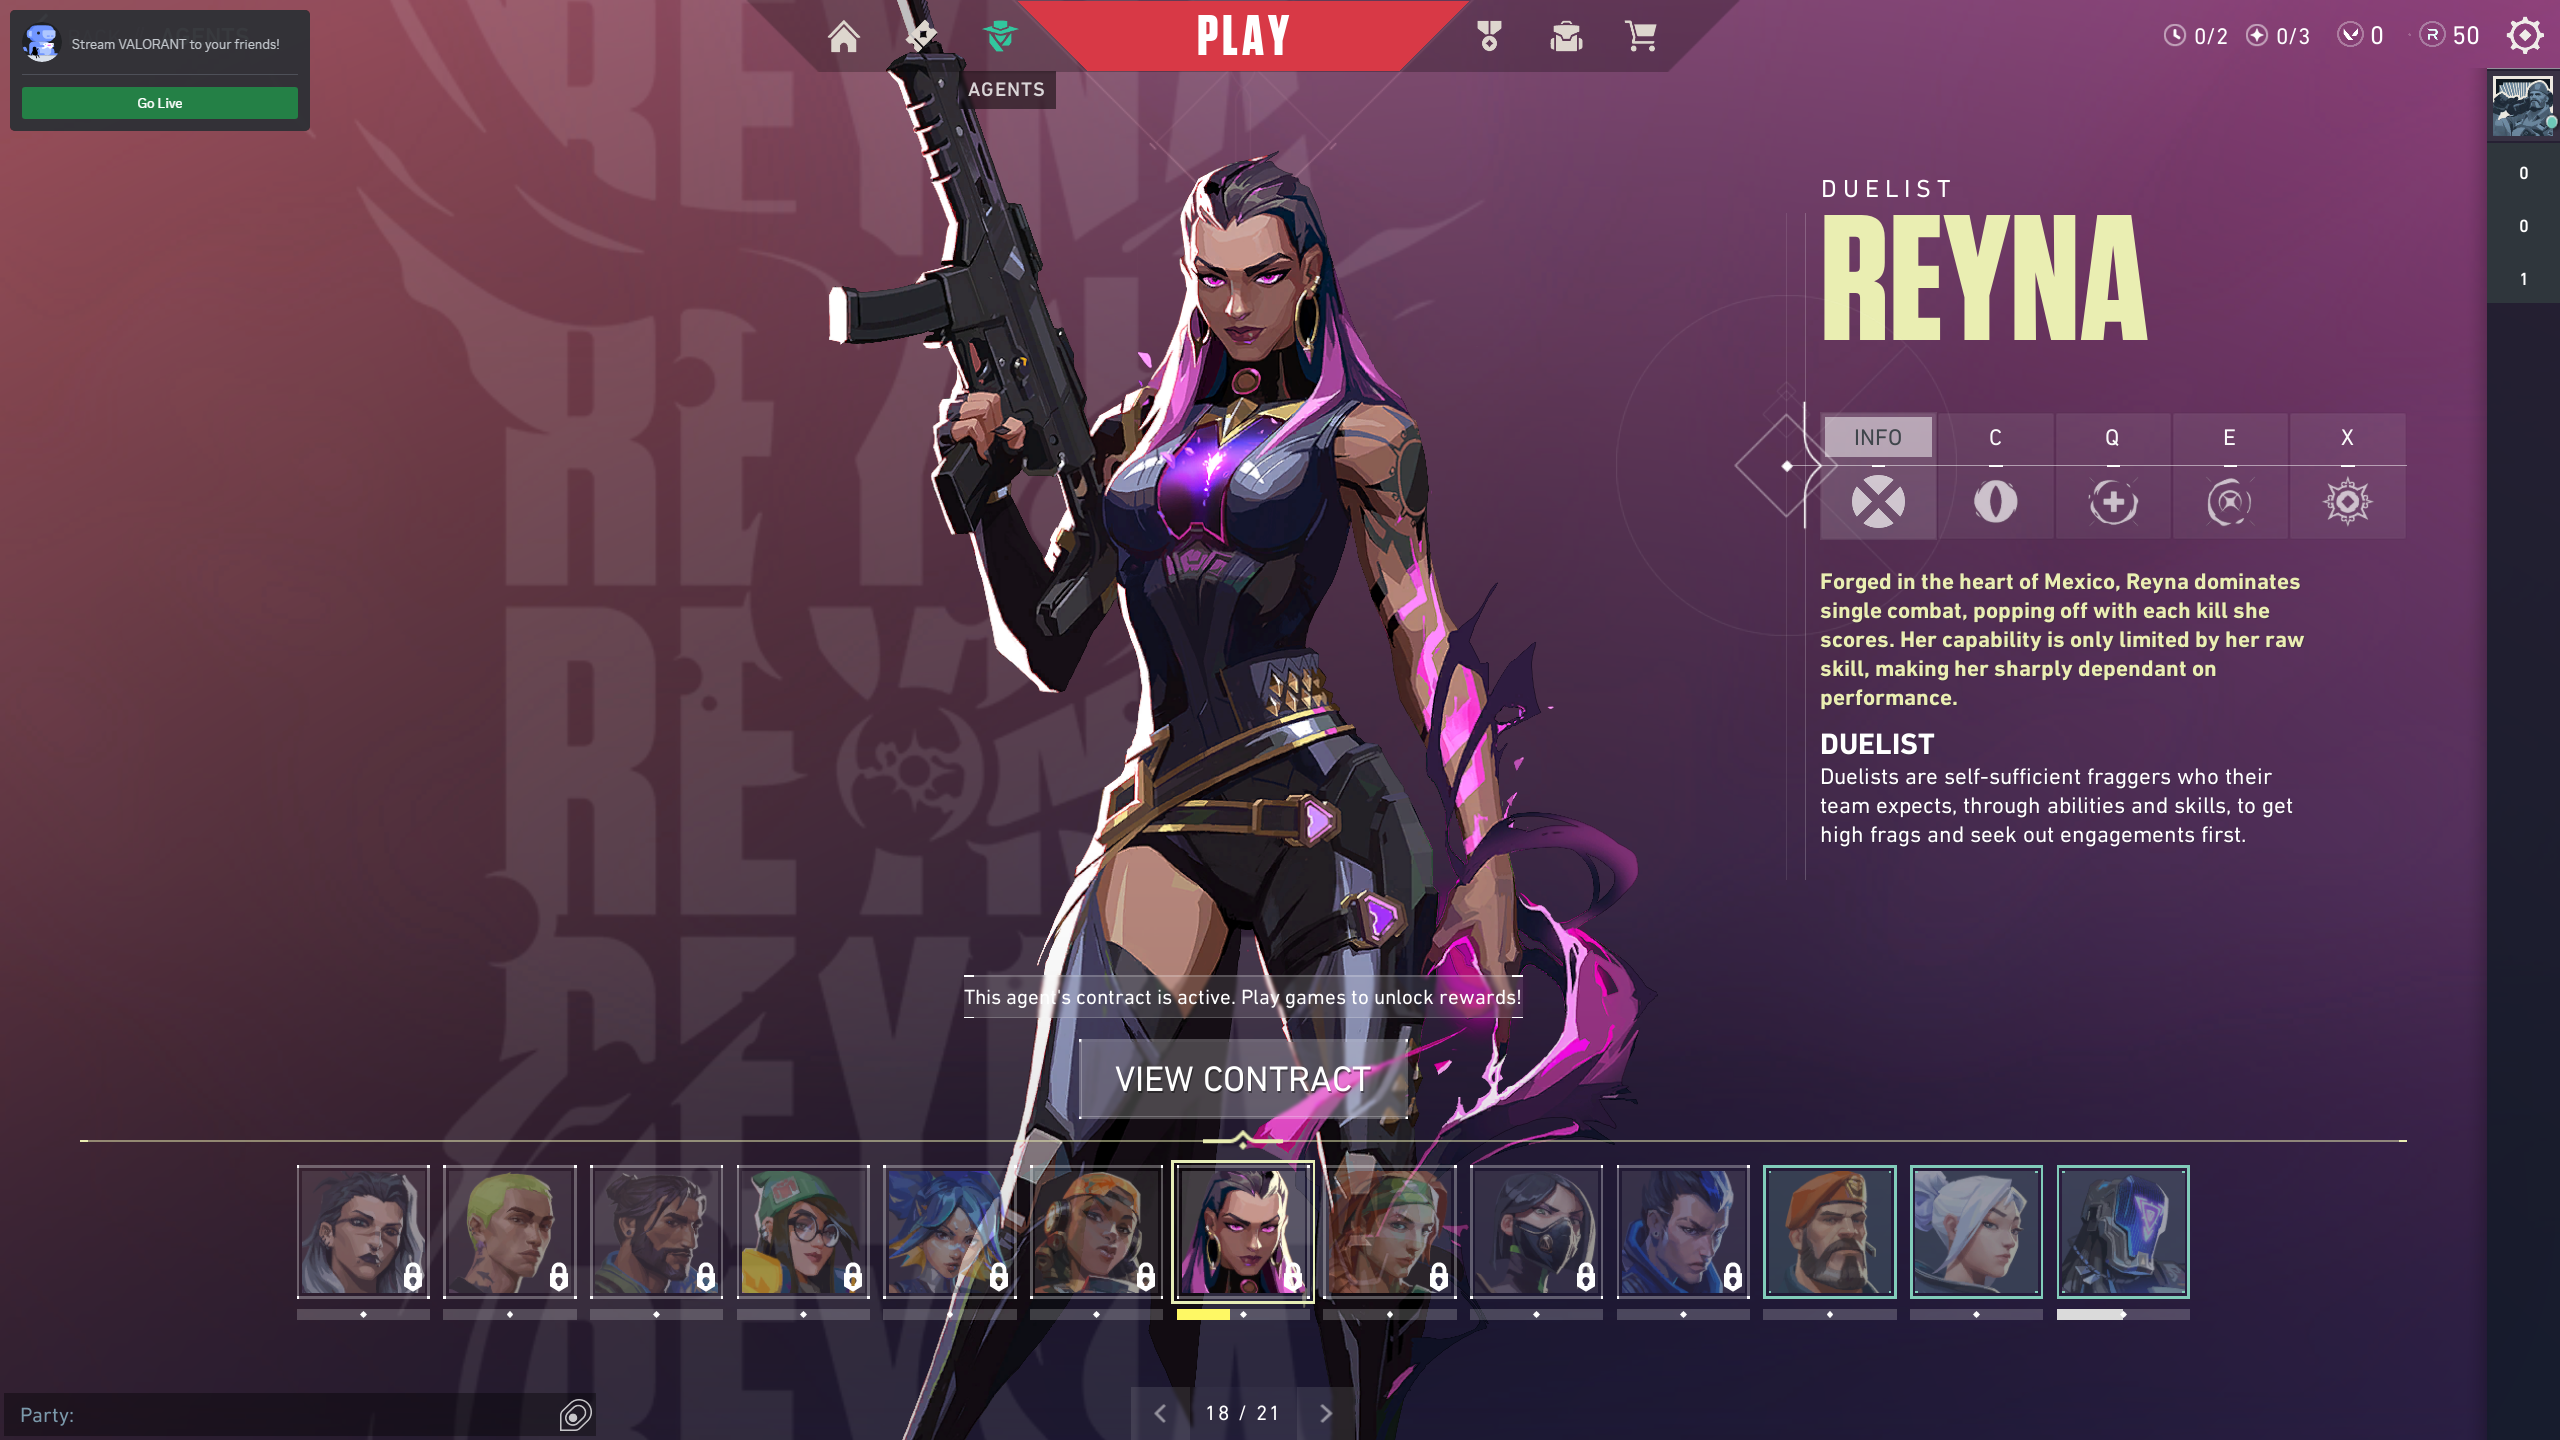 Stream VALORANT to your friends!
Go Live
PLAY
AGENTS
0/2
0/3
0
50
0
0
1
DUELIST
REYNA
INFO
C
Q
E
X
Forged in the heart of Mexico, Reyna dominates
single combat, popping off with each kill she
scores. Her capability is only limited by her raw
skill, making her sharply dependant on
performance.
DUELIST
Duelists are self-sufficient fraggers who their
team expects, through abilities and skills, to get
high frags and seek out engagements first.
REYNA
REYNA
REYNA
REYNA
This agent's contract is active. Play games to unlock rewards!
VIEW CONTRACT
Party:
18 / 21